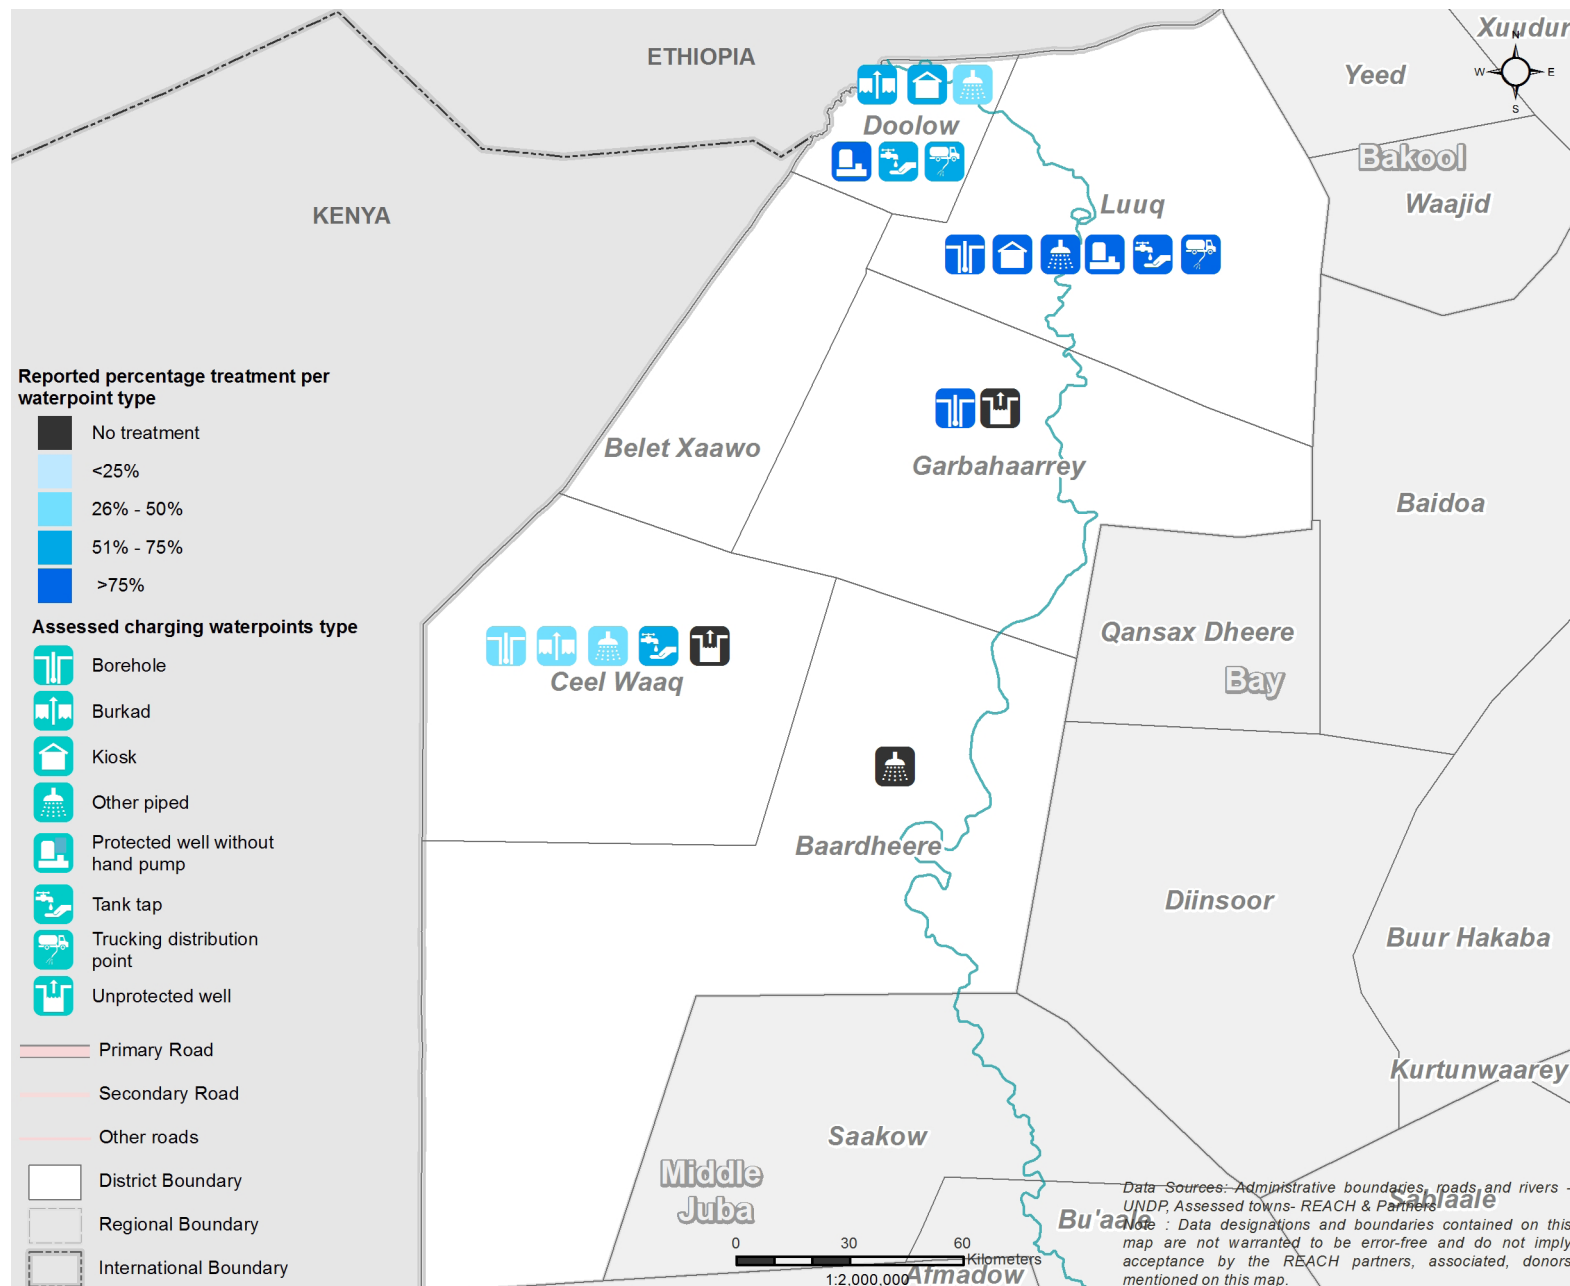 Xuudur
N
W
E
S
ETHIOPIA
Yeed
Doolow
Bakool
Waajid
Luuq
KENYA
Reported percentage treatment per
waterpoint type
No treatment
<25%
26% - 50%
51% - 75%
>75%
Belet Xaawo
Garbahaarrey
Baidoa
Assessed charging waterpoints type
Borehole
Burkad
Kiosk
Other piped
Protected well without
hand pump
Tank tap
Trucking distribution
point
Unprotected well
Qansax Dheere
Bay
Ceel Waaq
Baardheere
Diinsoor
Buur Hakaba
Kurtunwaarey
Primary Road
Secondary Road
Other roads
District Boundary
Regional Boundary
International Boundary
Saakow
Middle
Juba
Sablaale
Bu'aale
Afmadow
0 30 60
Kilometers
1:2,000,000
Data Sources: Administrative boundaries, roads and rivers -
UNDP, Assessed towns- REACH & Partners
Note : Data designations and boundaries contained on this
map are not warranted to be error-free and do not imply
acceptance by the REACH partners, associated, donors
mentioned on this map.